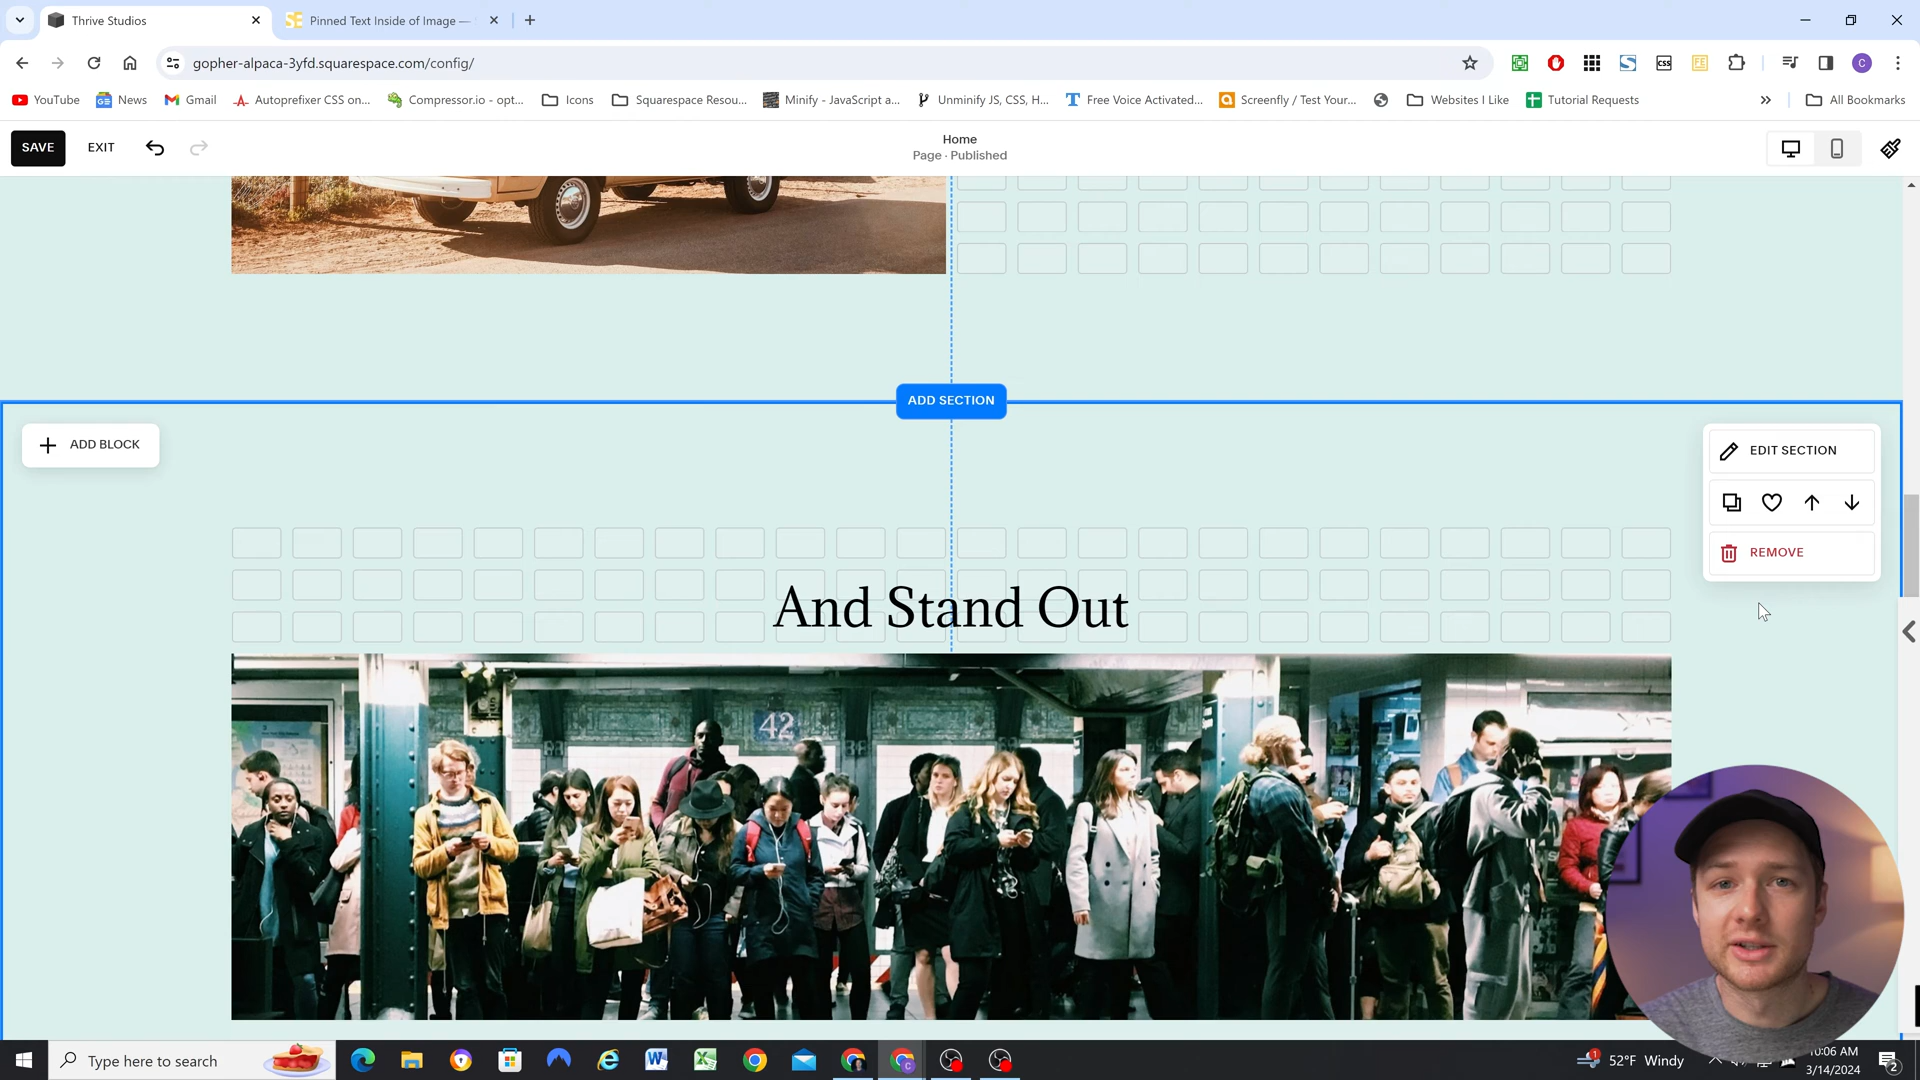 Thrive Studios
Pinned Text Inside of Image —
gopher-alpaca-3yfd.squarespace.com/config/
YouTube
News
Gmail
Autoprefixer CSS on...
Compressor.io - opt...
Icons
Squarespace Resou...
Minify - JavaScript a...
Unminify JS, CSS, H...
Free Voice Activated...
Screenfly / Test Your...
Websites I Like
Tutorial Requests
All Bookmarks
SAVE
EXIT
Home
Page · Published
ADD SECTION
ADD BLOCK
EDIT SECTION
REMOVE
And Stand Out
42
Type here to search
52°F Windy
10:06 AM
3/14/2024